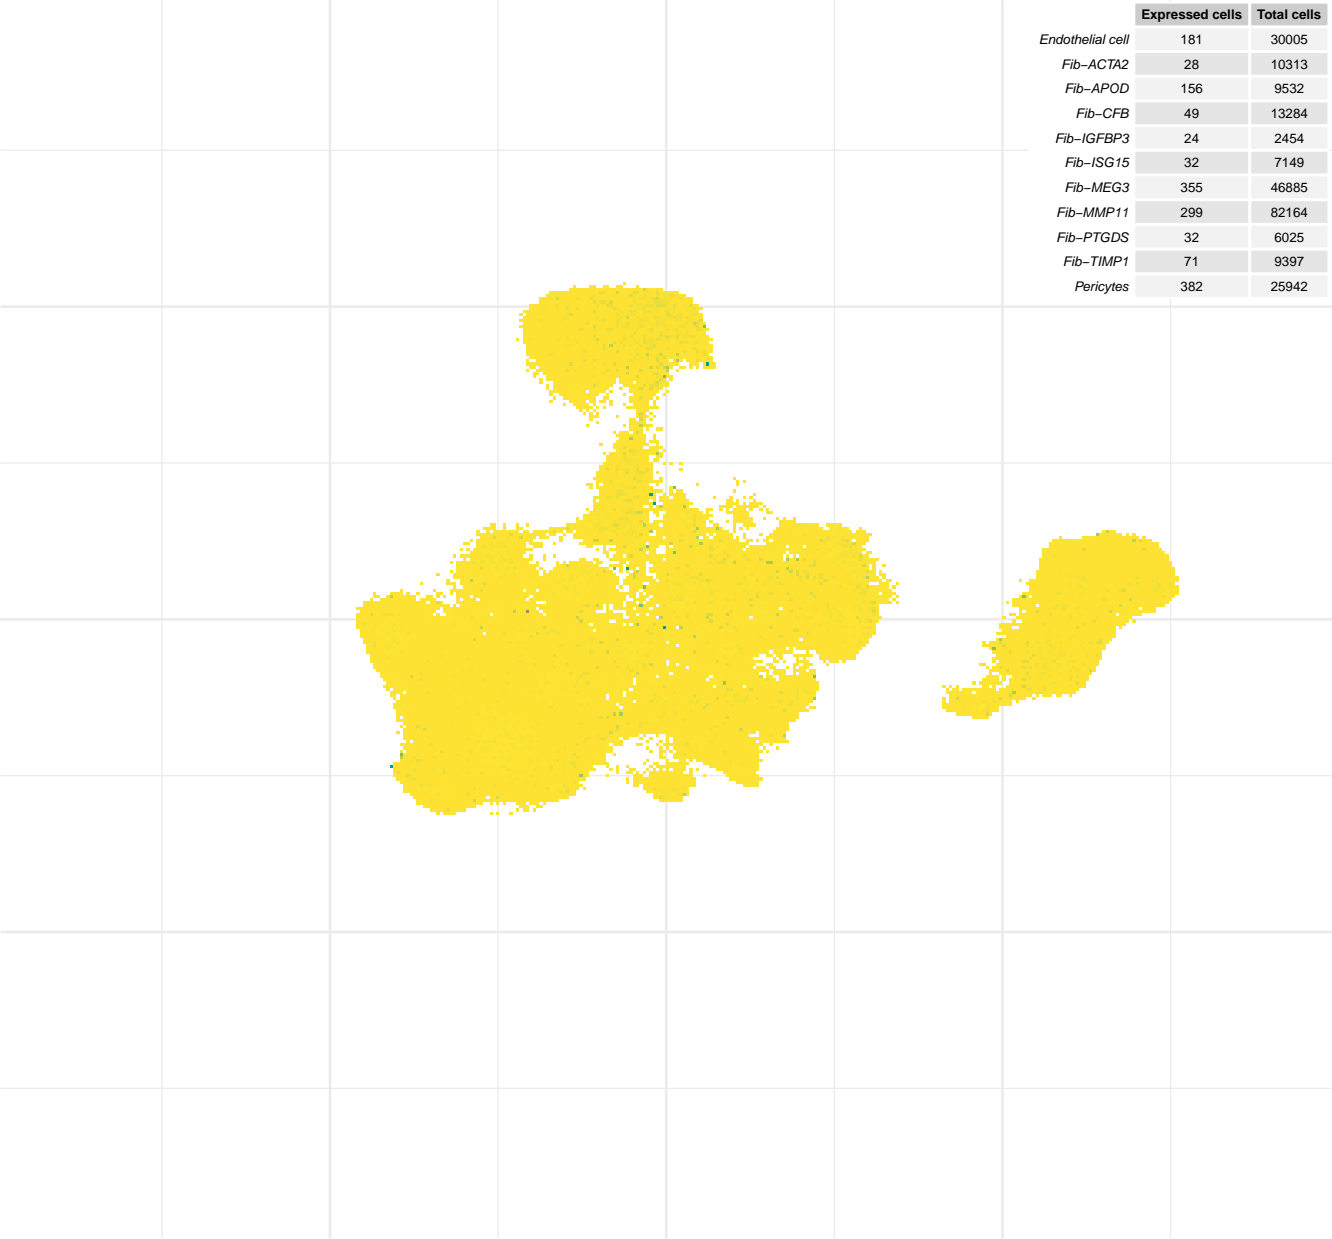 Expressed cells Total cells
Endothelial cell 181 30005
Fib−ACTA2 28 10313
Fib−APOD 156 9532
Fib−CFB 49 13284
Fib−IGFBP3 24 2454
Fib−ISG15 32 7149
Fib−MEG3 355 46885
Fib−MMP11 299 82164
Fib−PTGDS 32 6025
Fib−TIMP1 71 9397
Pericytes 382 25942